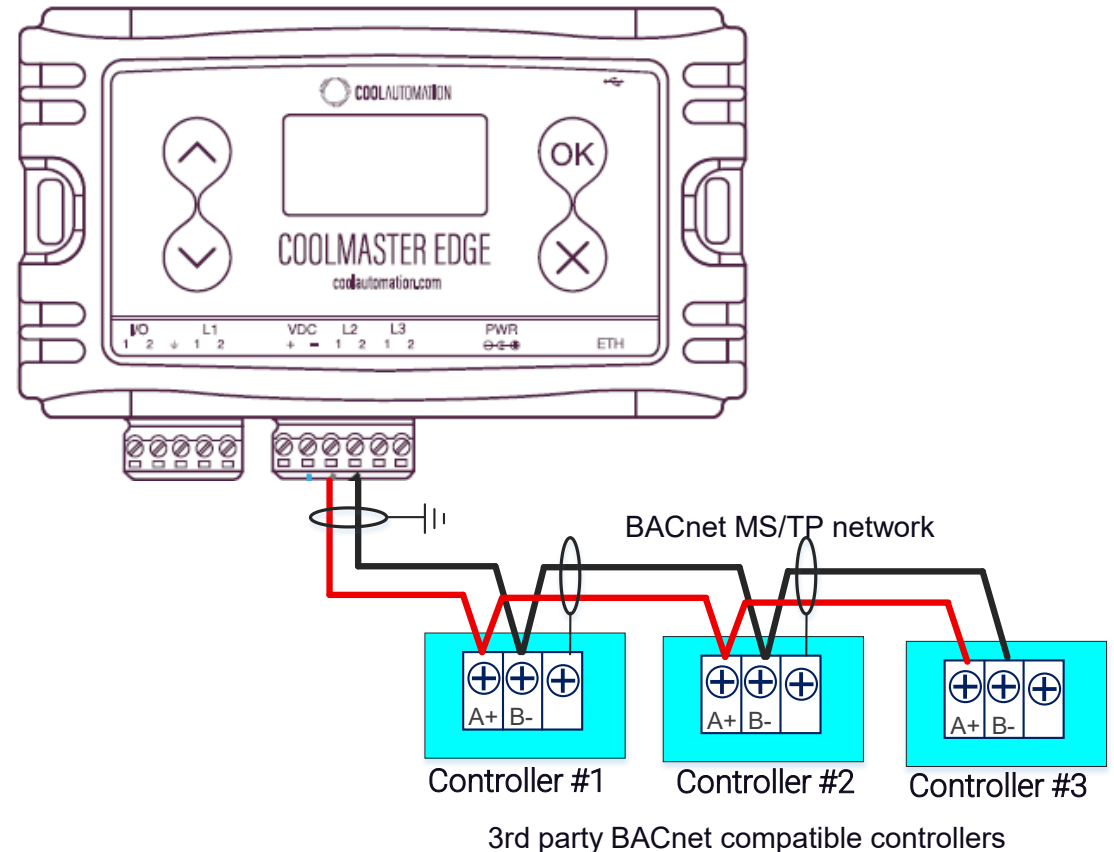 COOLAUTOMATION
OK
COOLMASTER EDGE
coolautomation.com
I/O L1 VDC L2 L3 PWR
1 2 1 2 + - 1 2 1 2 ETH
BACnet MS/TP network
A+ B- A+ B- A+ B-
Controller #1 Controller #2 Controller #3
3rd party BACnet compatible controllers